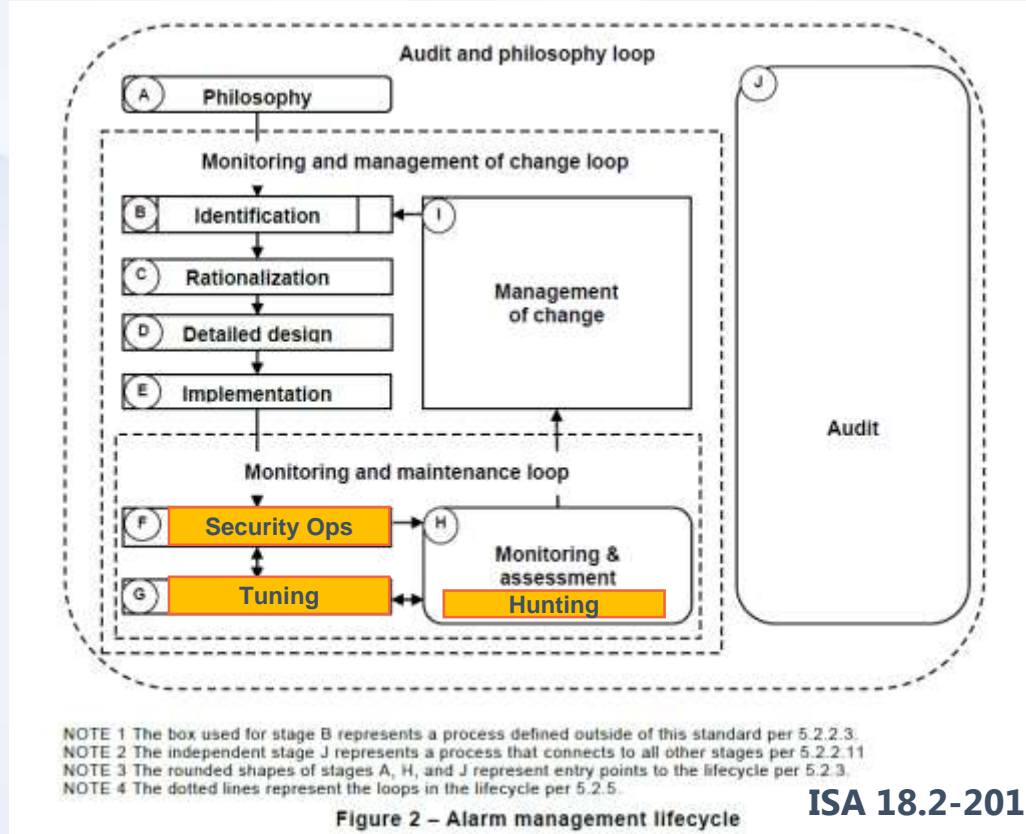 Audit and philosophy loop
J
A
Philosophy
Monitoring and management of change loop
B
Identification
I
C
Rationalization
Management
of change
D
Detailed design
E
Implementation
Audit
Monitoring and maintenance loop
F
Security Ops
H
Monitoring &
assessment
G
Tuning
Hunting
NOTE 1 The box used for stage B represents a process defined outside of this standard per 5.2.2.3.
NOTE 2 The independent stage J represents a process that connects to all other stages per 5.2.2.11
NOTE 3 The rounded shapes of stages A, H, and J represent entry points to the lifecycle per 5.2.3.
NOTE 4 The dotted lines represent the loops in the lifecycle per 5.2.5.
ISA 18.2-201
Figure 2 – Alarm management lifecycle